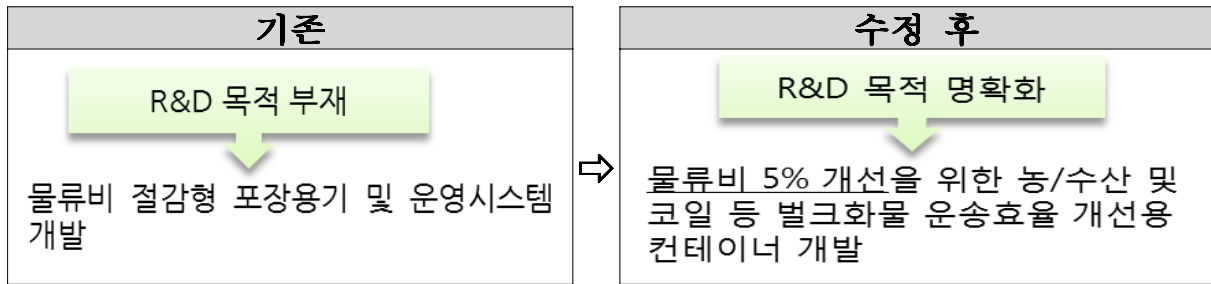 기존
R&D 목적 부재
물류비 절감형 포장용기 및 운영시스템
개발
⇨
수정 후
R&D 목적 명확화
물류비 5% 개선을 위한 농/수산 및
코일 등 벌크화물 운송효율 개선용
컨테이너 개발